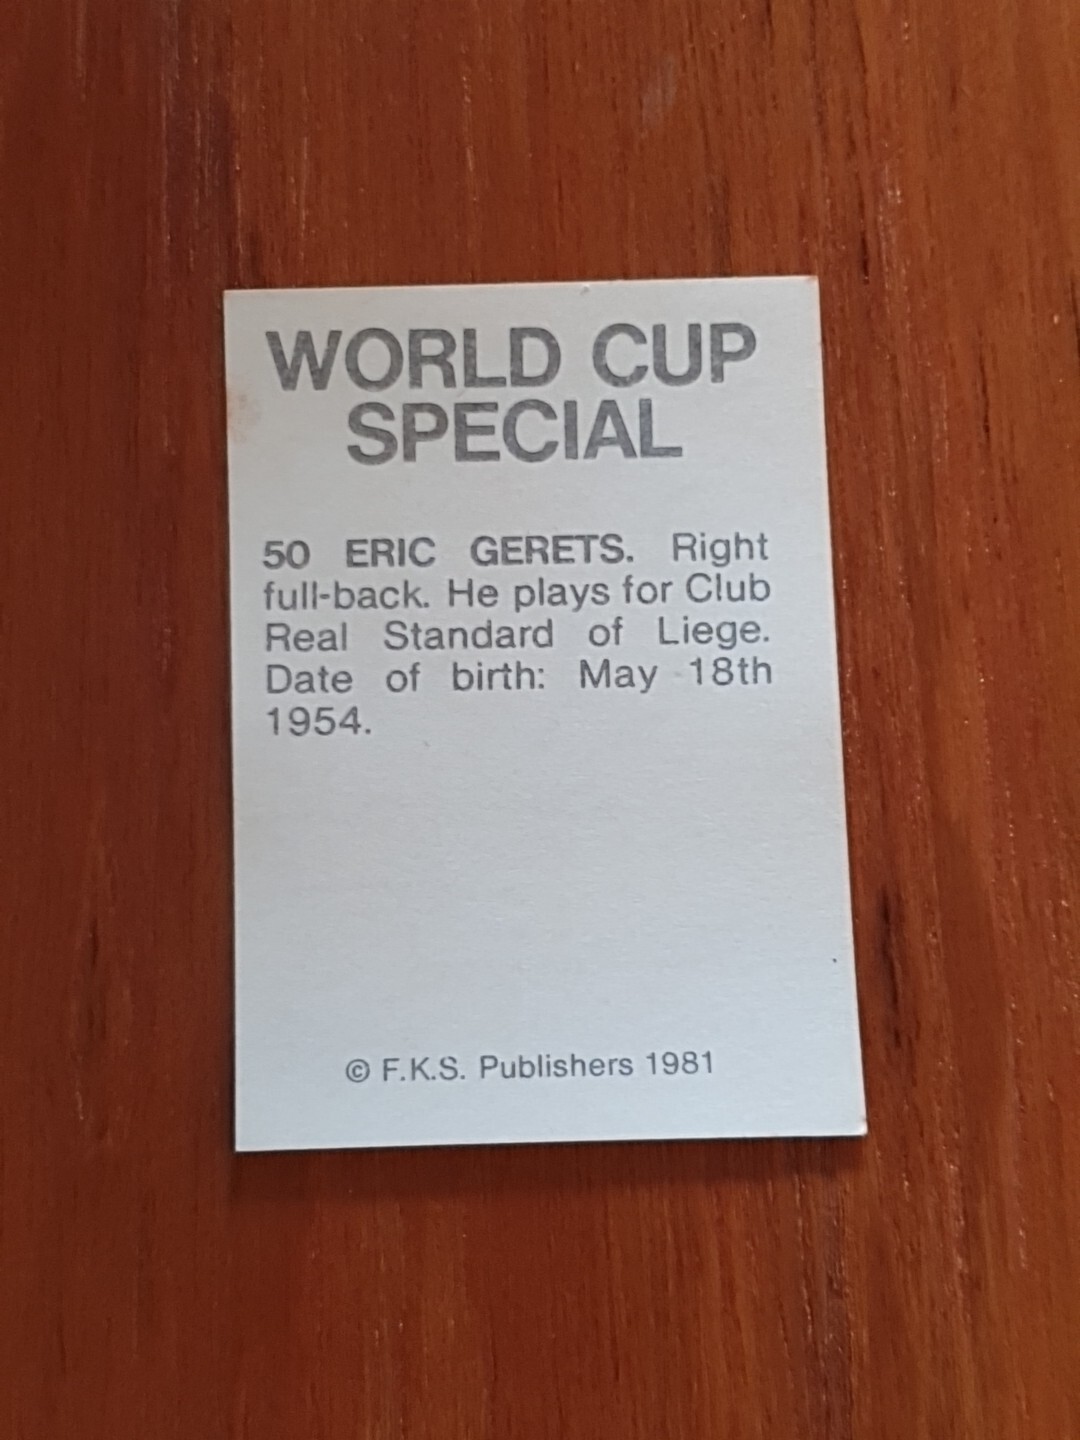 WORLD CUP
SPECIAL
50 ERIC GERETS. Right
full-back. He plays for Club
Real Standard of Liege.
Date of birth: May 18th
1954.
© F.K.S. Publishers 1981